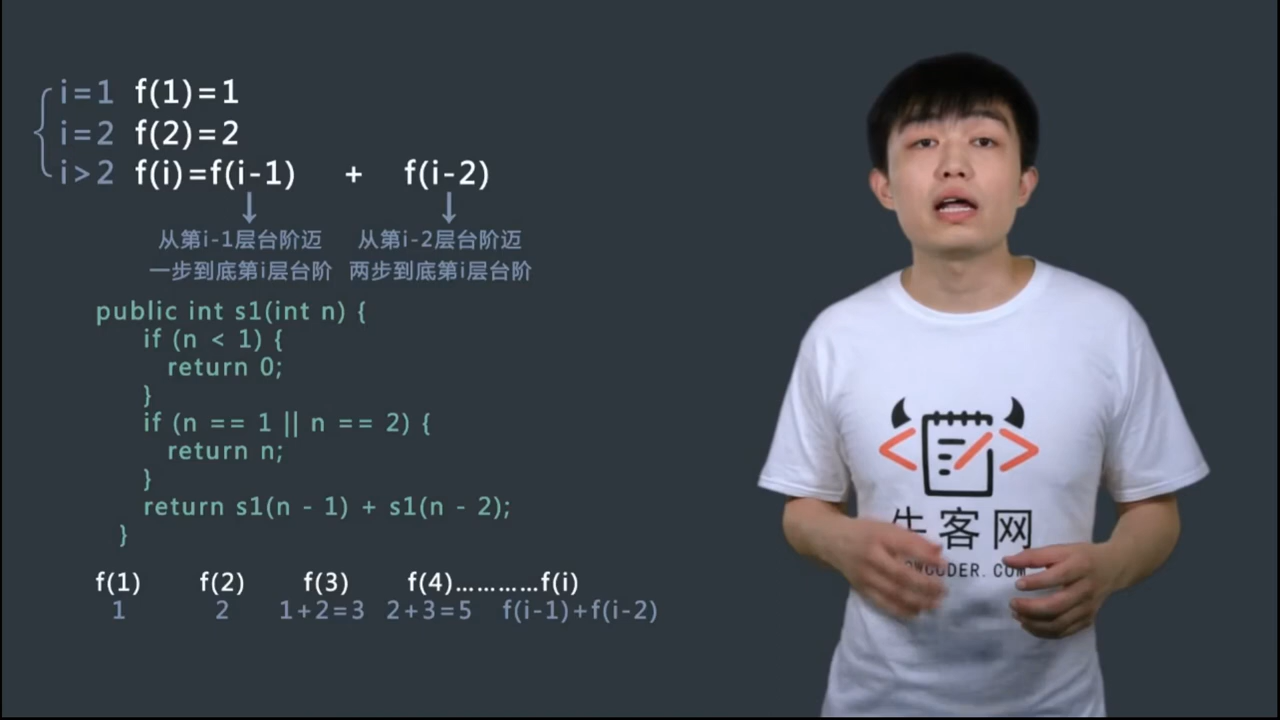 i=1 f(1)=1
i=2 f(2)=2
i>2 f(i)=f(i-1) + f(i-2)
从第i-1层台阶迈 从第i-2层台阶迈
一步到底第i层台阶 两步到底第i层台阶
public int s1(int n) {
if (n < 1) {
return 0;
}
if (n == 1 || n == 2) {
return n;
}
return s1(n - 1) + s1(n - 2);
}
f(1) f(2) f(3) f(4)…………f(i)
1 2 1+2=3 2+3=5 f(i-1)+f(i-2)
牛客网